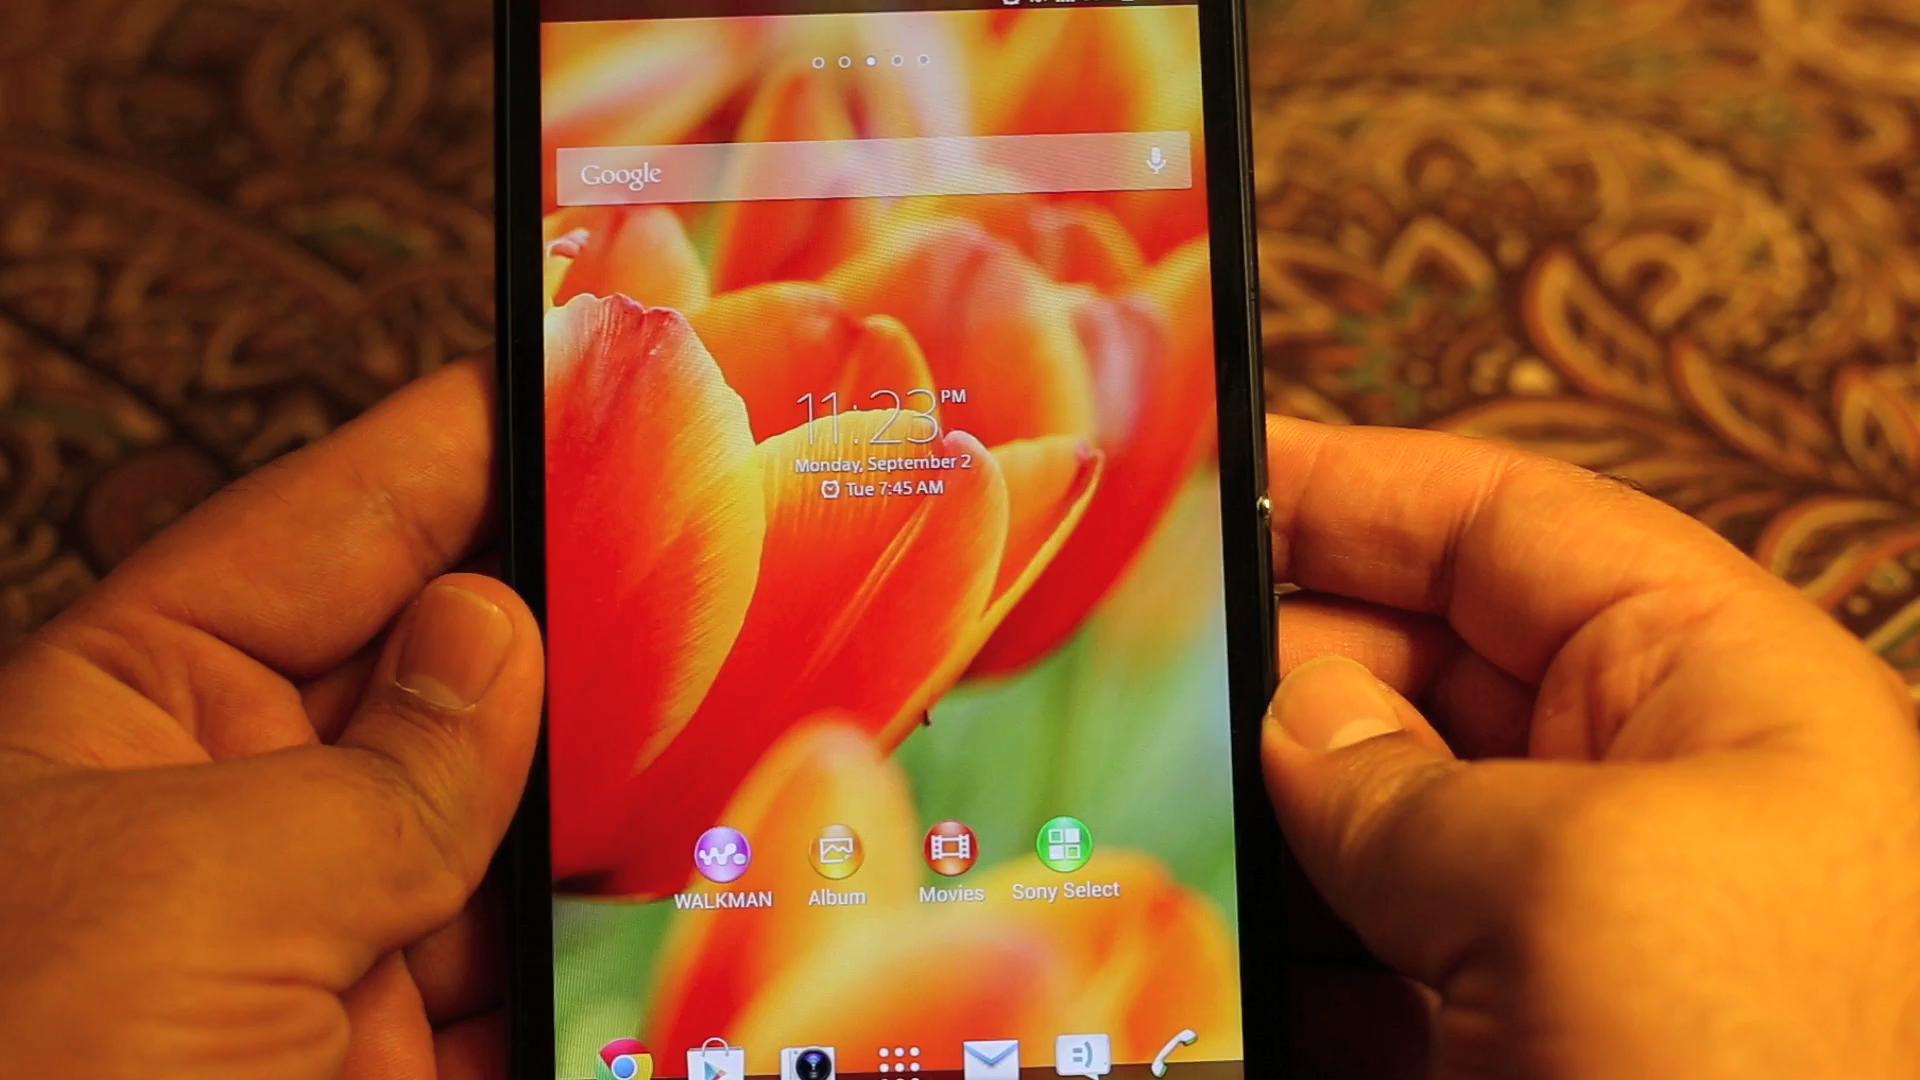 Google
11:23 PM
Monday, September 2
Tue 7:45 AM
WALKMAN Album Movies Sony Select